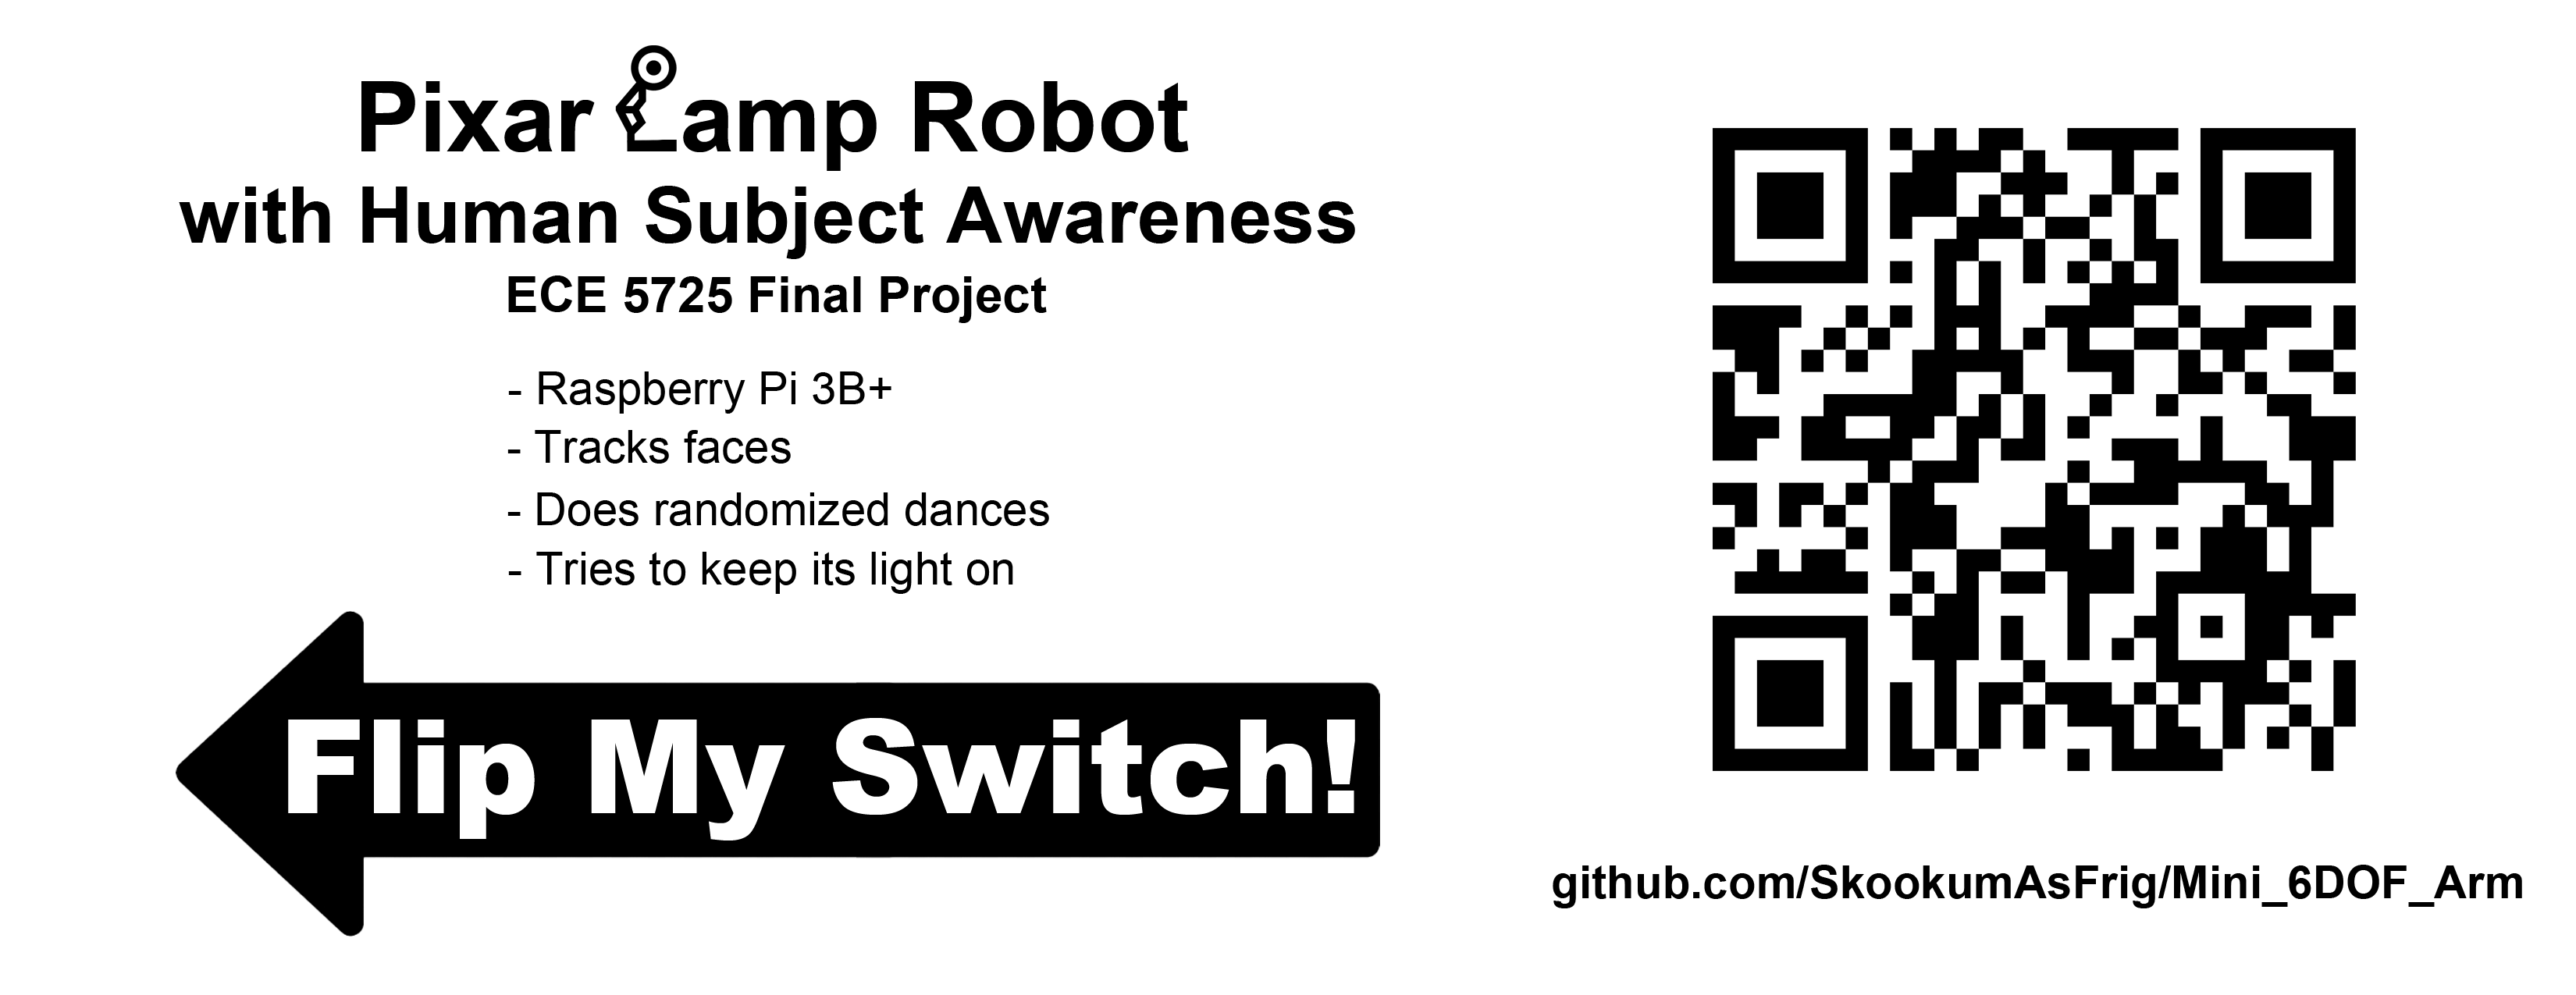 Pixar Lamp Robot
with Human Subject Awareness
ECE 5725 Final Project
- Raspberry Pi 3B+
- Tracks faces
- Does randomized dances
- Tries to keep its light on
Flip My Switch!
github.com/SkookumAsFrig/Mini_6DOF_Arm